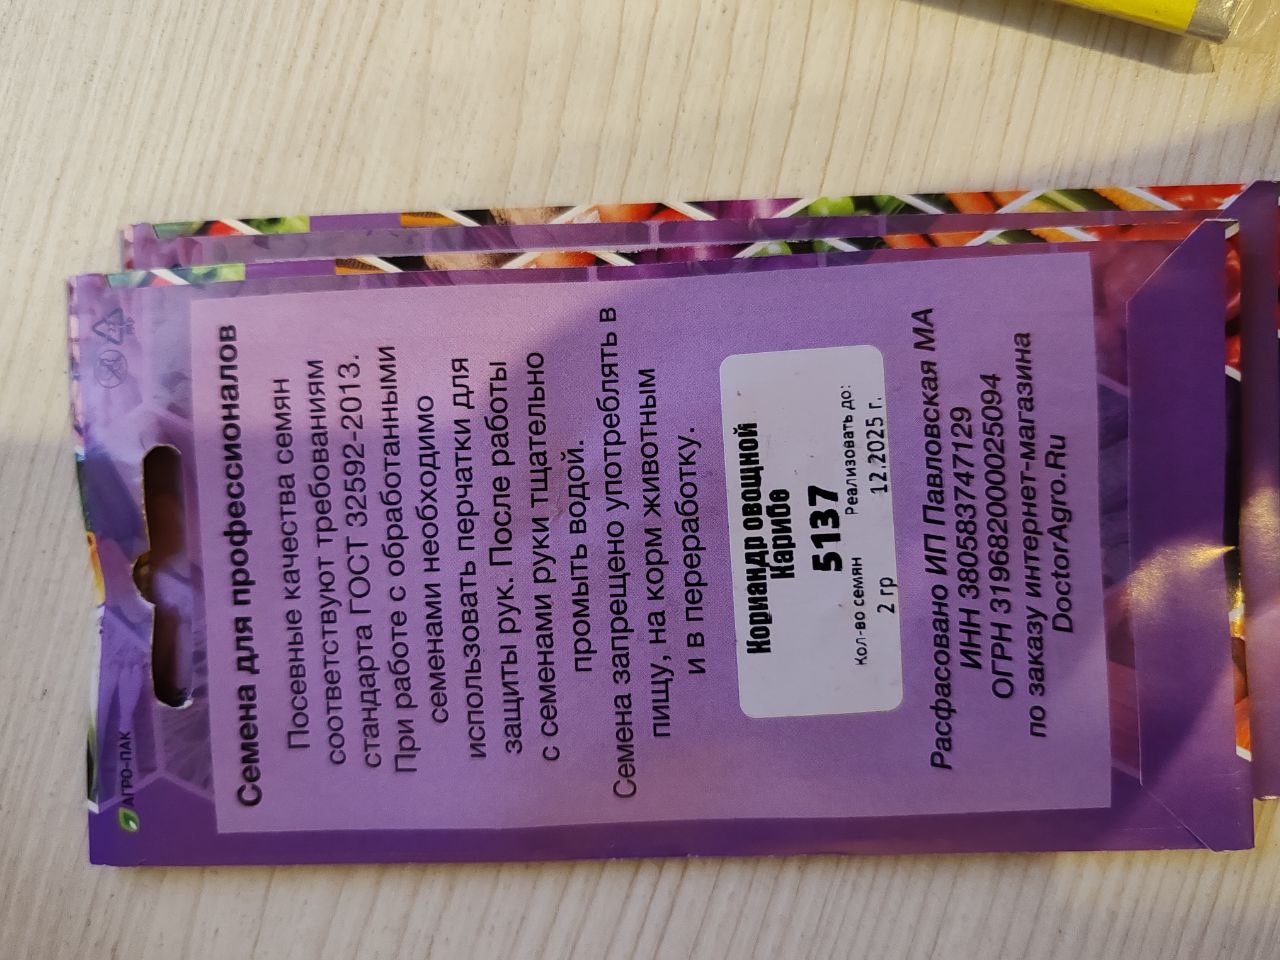 АГРО-ПАК
Семена для профессионалов
Посевные качества семян
соответствуют требованиям
стандарта ГОСТ 32592-2013.
При работе с обработанными
семенами необходимо
использовать перчатки для
защиты рук. После работы
с семенами руки тщательно
промыть водой.
Семена запрещено употреблять в
пищу, на корм животным
и в переработку.
Кориандр овощной
Карибе
5137
Кол-во семян Реализовать до:
2 гр 12.2025 г.
Расфасовано ИП Павловская МА
ИНН 380583747129
ОГРН 319682000025094
по заказу интернет-магазина
DoctorAgro.Ru